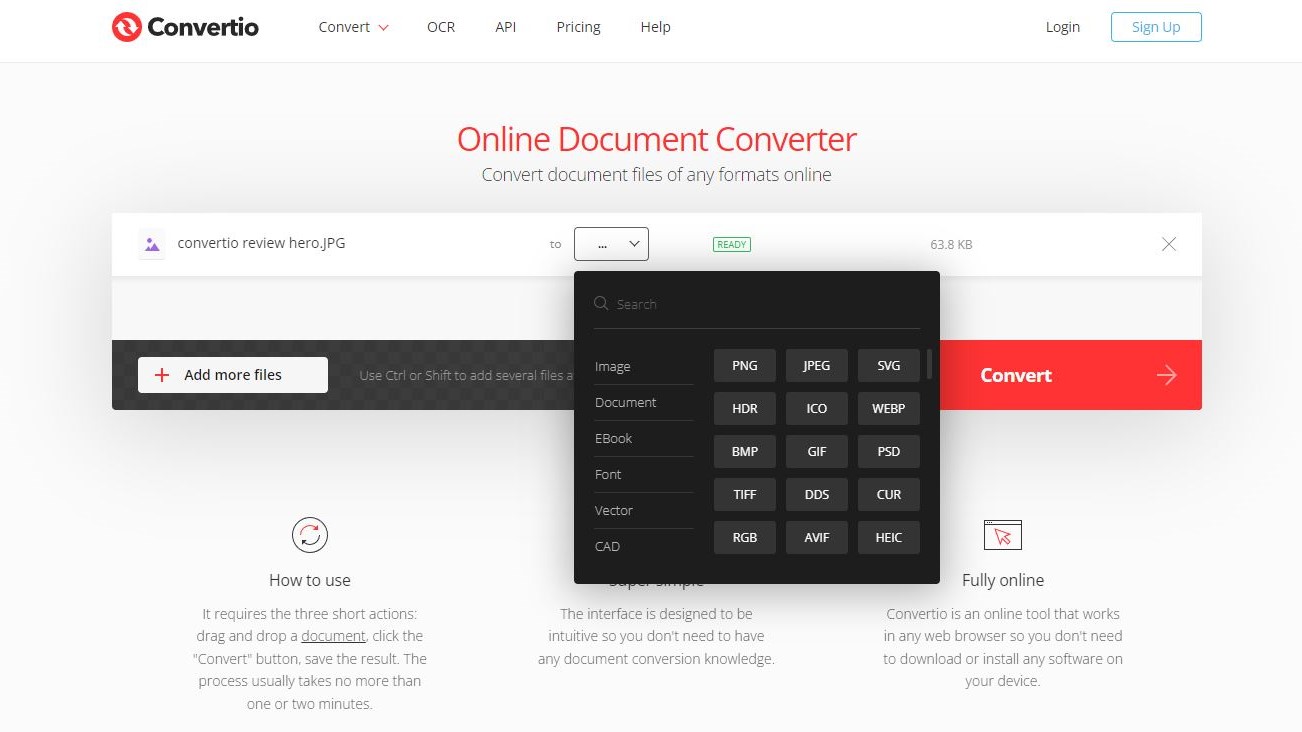 Convertio
Convert
OCR
API
Pricing
Help
Login
Sign Up
Online Document Converter
Convert document files of any formats online
convertio review hero.JPG
to
...
READY
63.8 KB
Search
Image
Document
EBook
Font
Vector
CAD
PNG JPEG SVG
HDR ICO WEBP
BMP GIF PSD
TIFF DDS CUR
RGB AVIF HEIC
Add more files
Use Ctrl or Shift to add several files a
Convert
How to use
It requires the three short actions:
drag and drop a document, click the
"Convert" button, save the result. The
process usually takes no more than
one or two minutes.
Super simple
The interface is designed to be
intuitive so you don't need to have
any document conversion knowledge.
Fully online
Convertio is an online tool that works
in any web browser so you don't need
to download or install any software on
your device.